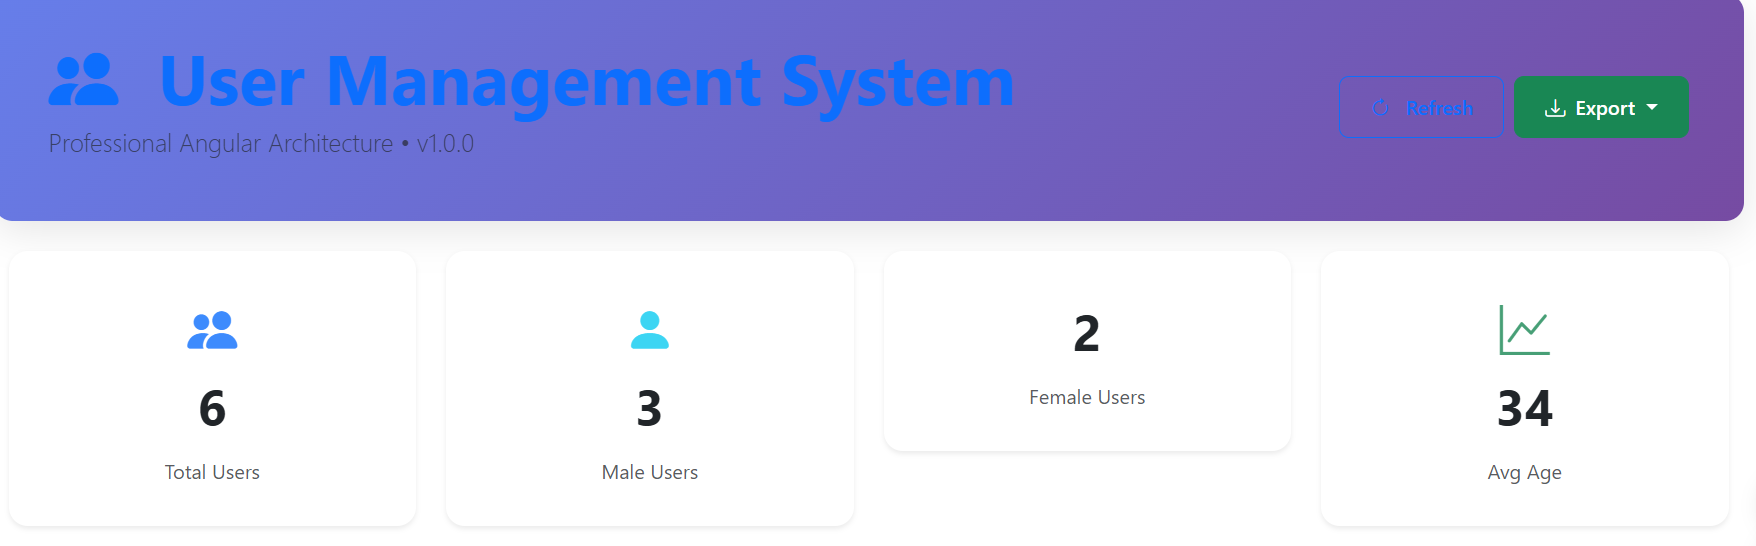 User Management System
Professional Angular Architecture • v1.0.0
Refresh
Export
6
Total Users
3
Male Users
2
Female Users
34
Avg Age